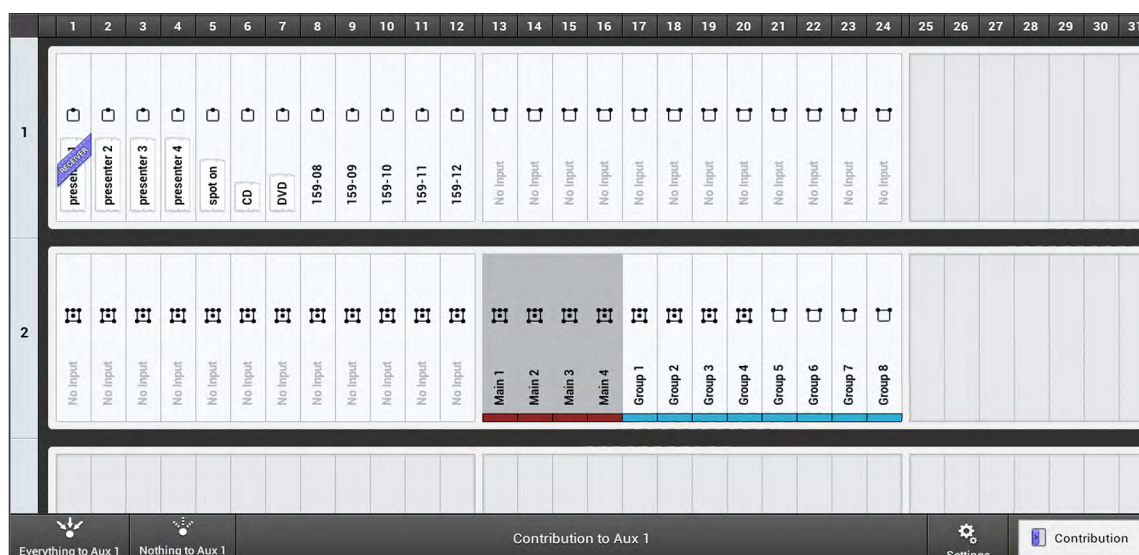 1 2 3 4 5 6 7 8 9 10 11 12 13 14 15 16 17 18 19 20 21 22 23 24 25 26 27 28 29 30 31
1
presenter 1
RECEIVER
presenter 2
presenter 3
presenter 4
spot on
CD
DVD
159-08
159-09
159-10
159-11
159-12
No Input
No Input
No Input
No Input
No Input
No Input
No Input
No Input
No Input
No Input
No Input
No Input
2
No Input
No Input
No Input
No Input
No Input
No Input
No Input
No Input
No Input
No Input
No Input
No Input
Main 1
Main 2
Main 3
Main 4
Group 1
Group 2
Group 3
Group 4
Group 5
Group 6
Group 7
Group 8
Everything to Aux 1
Nothing to Aux 1
Contribution to Aux 1
Settings
Contribution